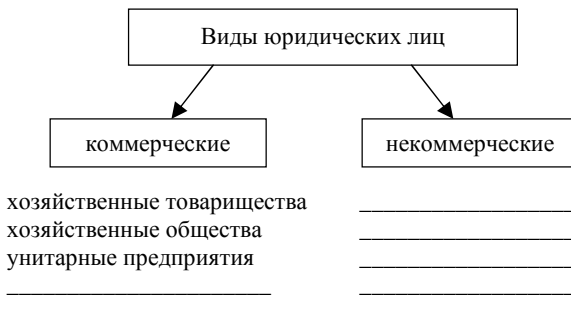 Виды юридических лиц
коммерческие
некоммерческие
хозяйственные товарищества
хозяйственные общества
унитарные предприятия